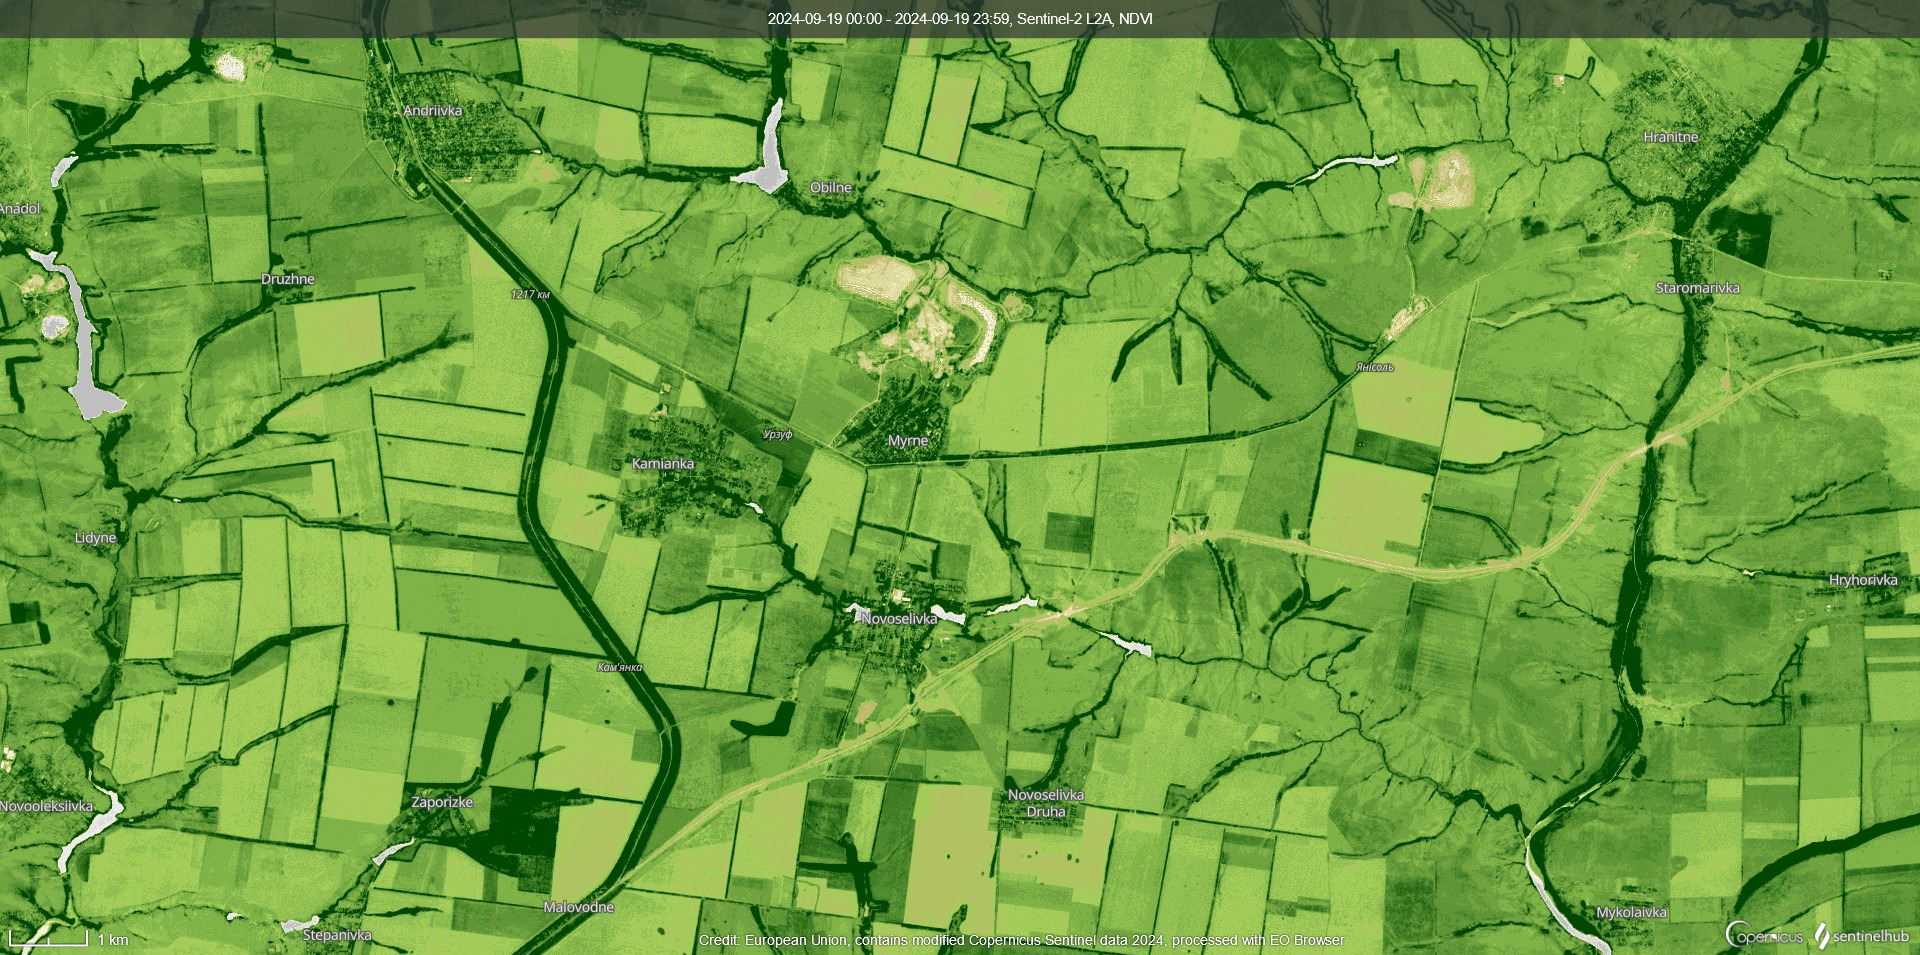 2024-09-19 00:00 - 2024-09-19 23:59, Sentinel-2 L2A, NDVI
Andriivka
Hranitne
Obilne
Anadol
Druzhne
1217 км
Staromarivka
Янісоль
Урзуф
Myrne
Kamianka
Lidyne
Hryhorivka
Novoselivka
Кам'янка
Zaporizke
Novooleksiivka
Novoselivka
Druha
Malovodne
Mykolaivka
Stepanivka
1 km
Credit: European Union, contains modified Copernicus Sentinel data 2024, processed with EO Browser
opernicus
sentinelhub